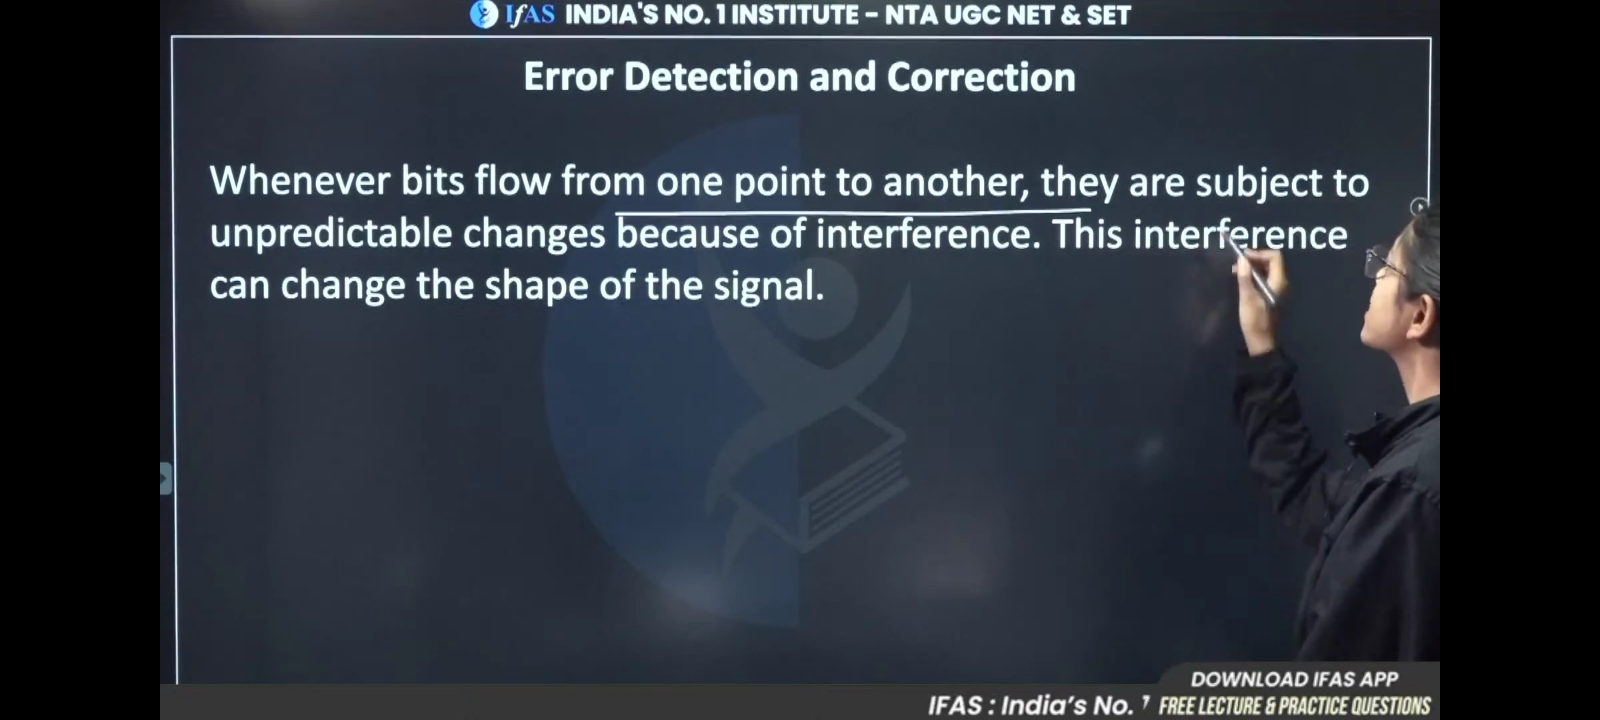 IfAS INDIA'S NO. 1 INSTITUTE – NTA UGC NET & SET
Error Detection and Correction
Whenever bits flow from one point to another, they are subject to
unpredictable changes because of interference. This interference
can change the shape of the signal.
DOWNLOAD IFAS APP
IFAS : India's No. FREE LECTURE & PRACTICE QUESTIONS